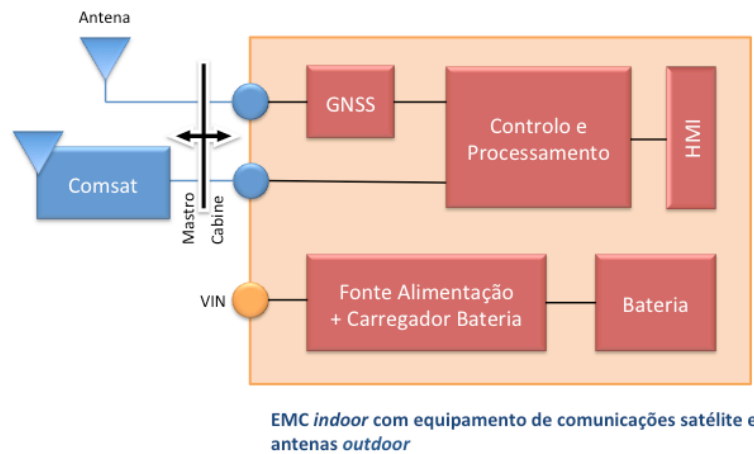 Antena
GNSS
Controlo e
Processamento
HMI
Comsat
Mastro
Cabine
VIN
Fonte Alimentação
+ Carregador Bateria
Bateria
EMC indoor com equipamento de comunicações satélite e
antenas outdoor